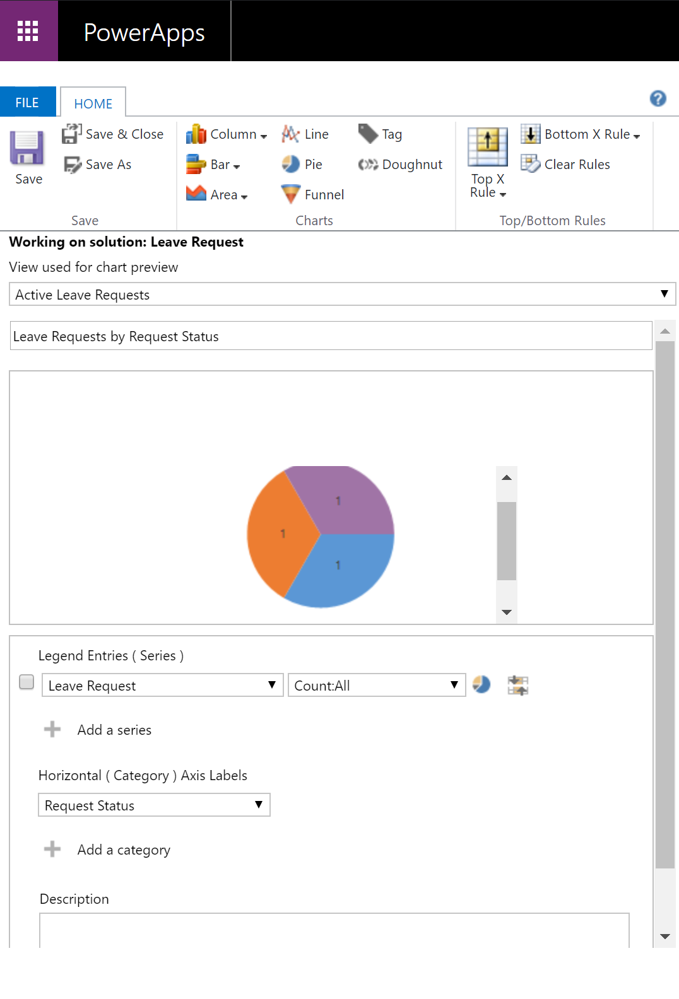 PowerApps
FILE
HOME
Save
Save & Close
Save As
Save
Column
Bar
Area
Line
Pie
Funnel
Tag
Doughnut
Charts
Top X
Rule
Bottom X Rule
Clear Rules
Top/Bottom Rules
Working on solution: Leave Request
View used for chart preview
Active Leave Requests
Leave Requests by Request Status
1
1
1
Legend Entries ( Series )
Leave Request
Count:All
Add a series
Horizontal ( Category ) Axis Labels
Request Status
Add a category
Description